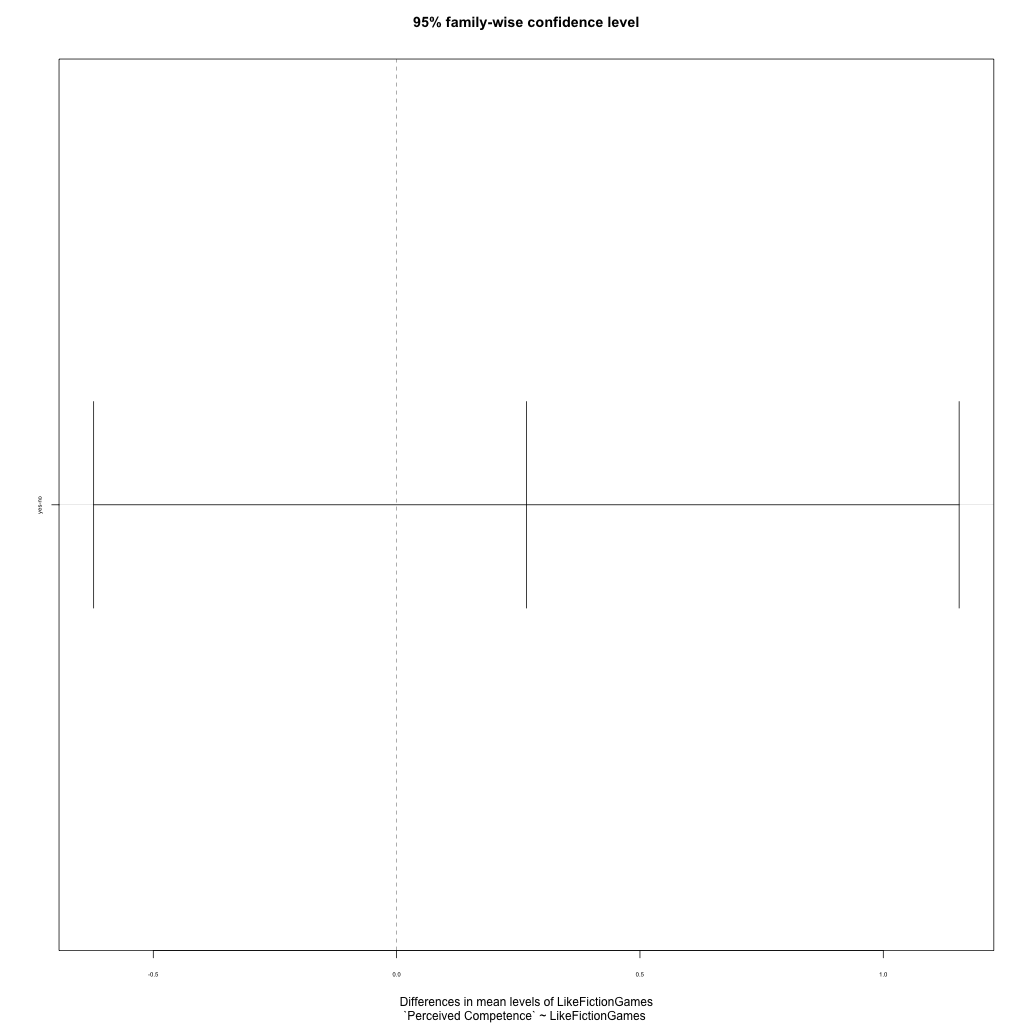 95% family-wise confidence level
yes-no
-0.5
0.0
0.5
1.0
Differences in mean levels of LikeFictionGames
`Perceived Competence` ~ LikeFictionGames